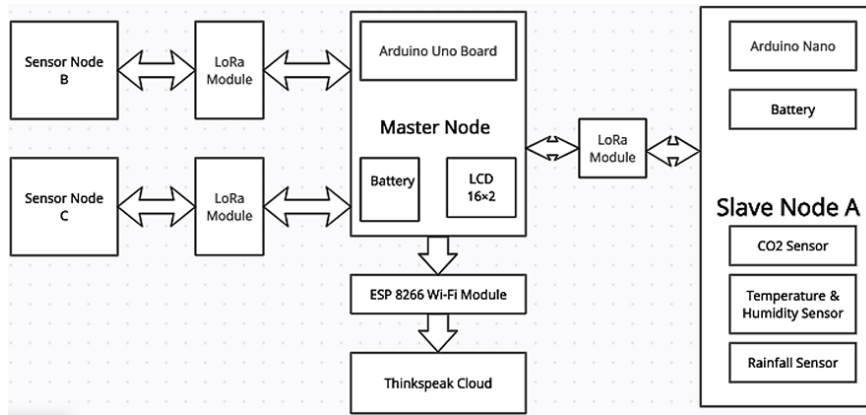 Sensor Node
B
LoRa
Module
Arduino Uno Board
Master Node
Battery
LCD
16×2
Sensor Node
C
LoRa
Module
LoRa
Module
Arduino Nano
Battery
Slave Node A
CO2 Sensor
Temperature &
Humidity Sensor
Rainfall Sensor
ESP 8266 Wi-Fi Module
Thinkspeak Cloud